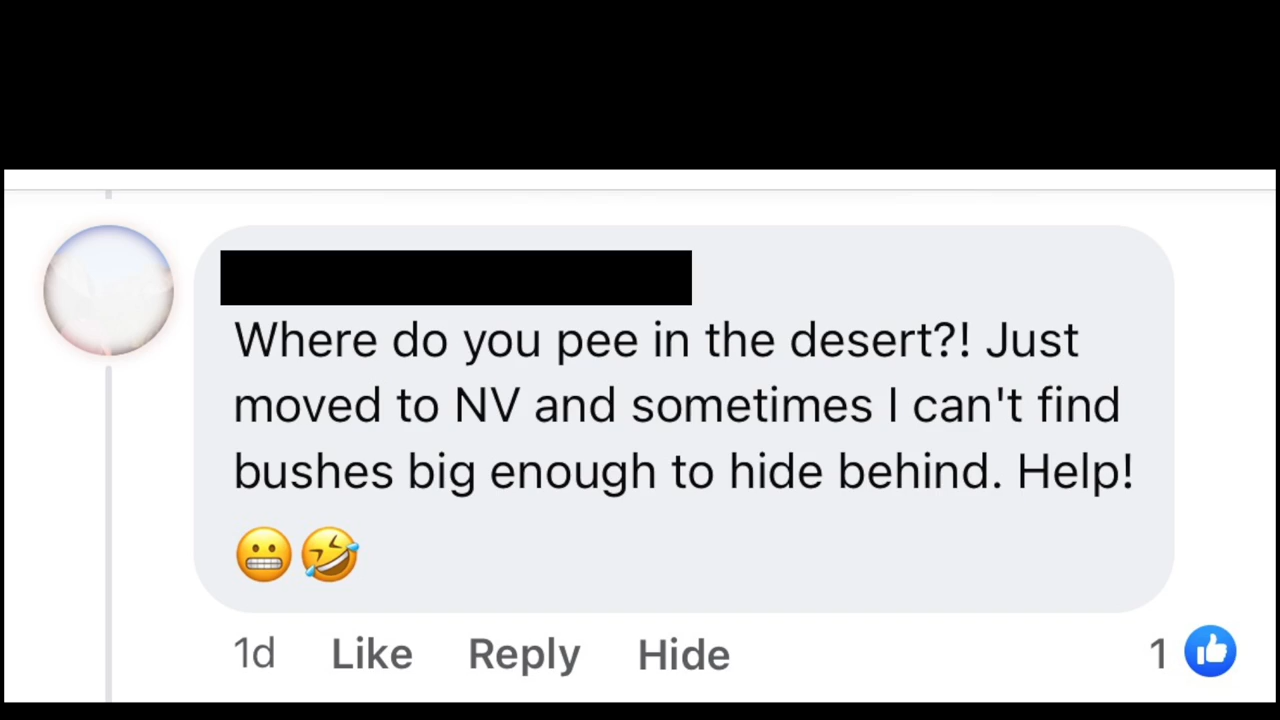 Where do you pee in the desert?! Just
moved to NV and sometimes I can't find
bushes big enough to hide behind. Help!
😬🤣
1d Like Reply Hide 1